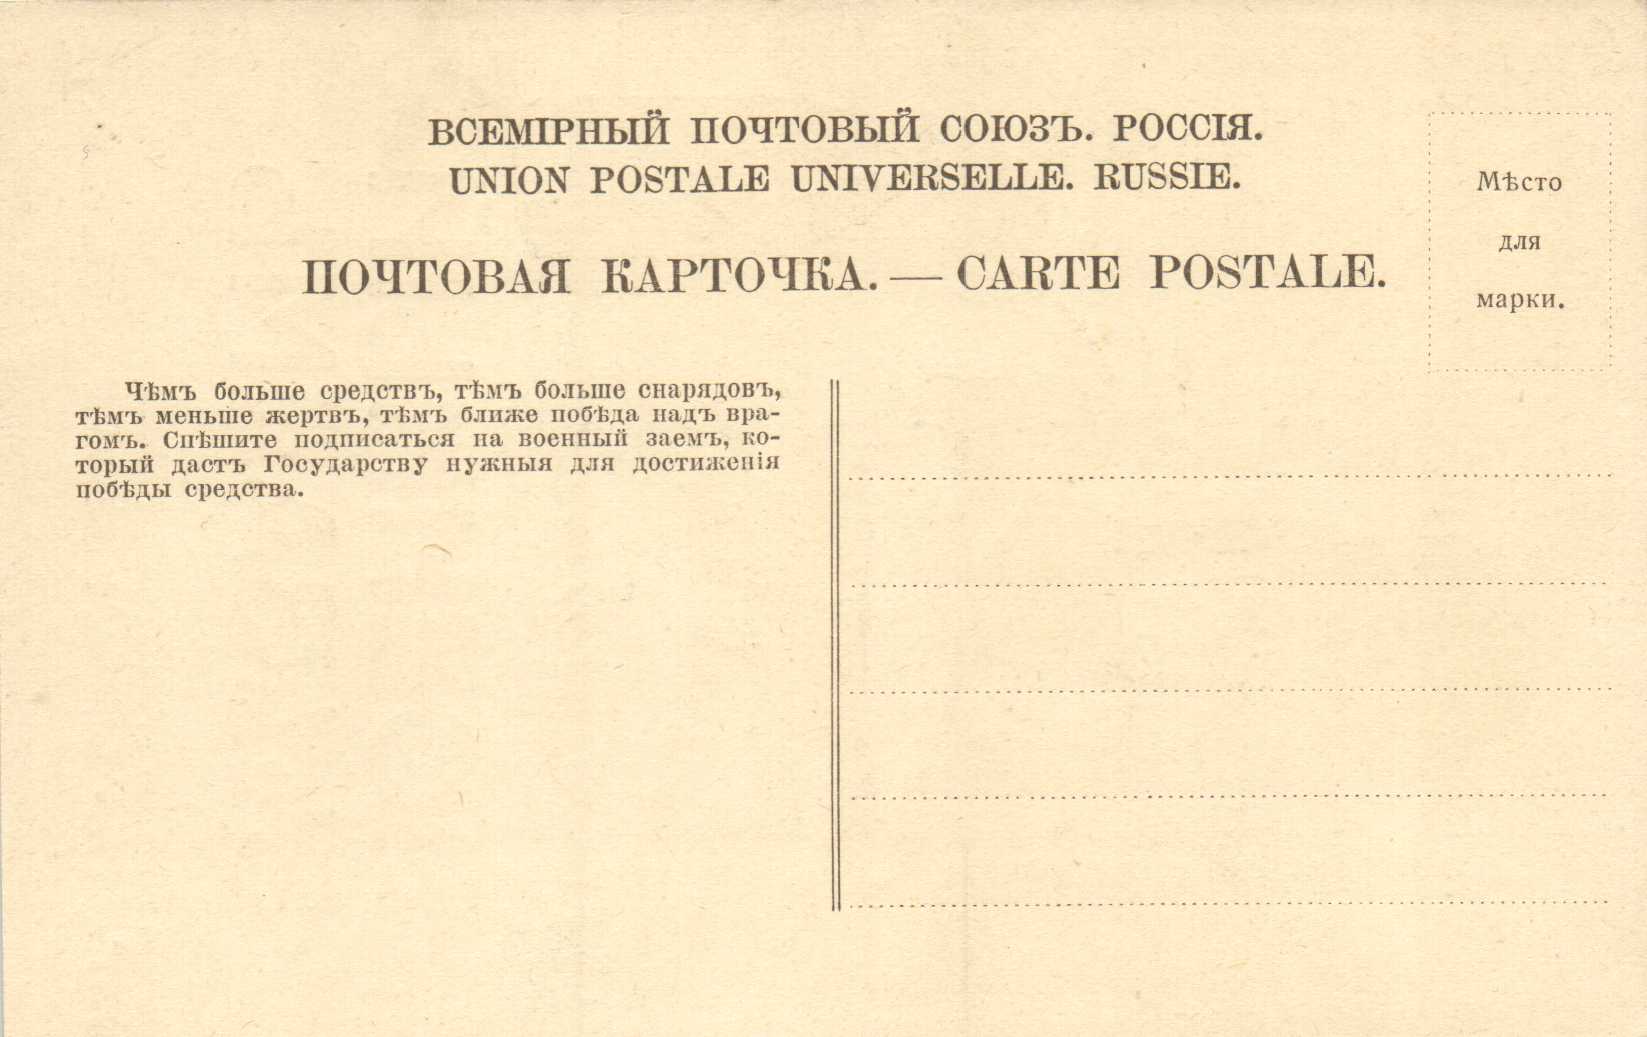 ВСЕМІРНЫЙ ПОЧТОВЫЙ СОЮЗЪ. РОССІЯ.
UNION POSTALE UNIVERSELLE. RUSSIE.
ПОЧТОВАЯ КАРТОЧКА. — CARTE POSTALE.
Мѣсто
для
марки.
Чѣмъ больше средствъ, тѣмъ больше снарядовъ,
тѣмъ меньше жертвъ, тѣмъ ближе побѣда надъ вра-
гомъ. Спѣшите подписаться на военный заемъ, ко-
торый дастъ Государству нужныя для достиженія
побѣды средства.